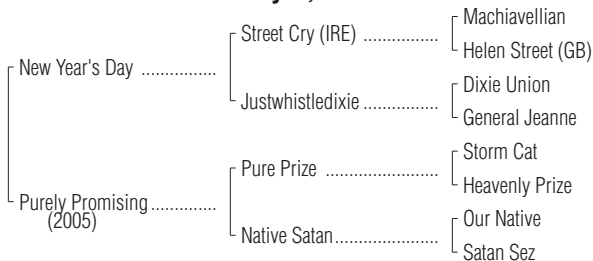 Machiavellian
Street Cry (IRE) ................
Helen Street (GB)
New Year's Day ................
Dixie Union
Justwhistledixie ................
General Jeanne
Storm Cat
Pure Prize ........................
Heavenly Prize
Purely Promising ..............
(2005)
Our Native
Native Satan ......................
Satan Sez